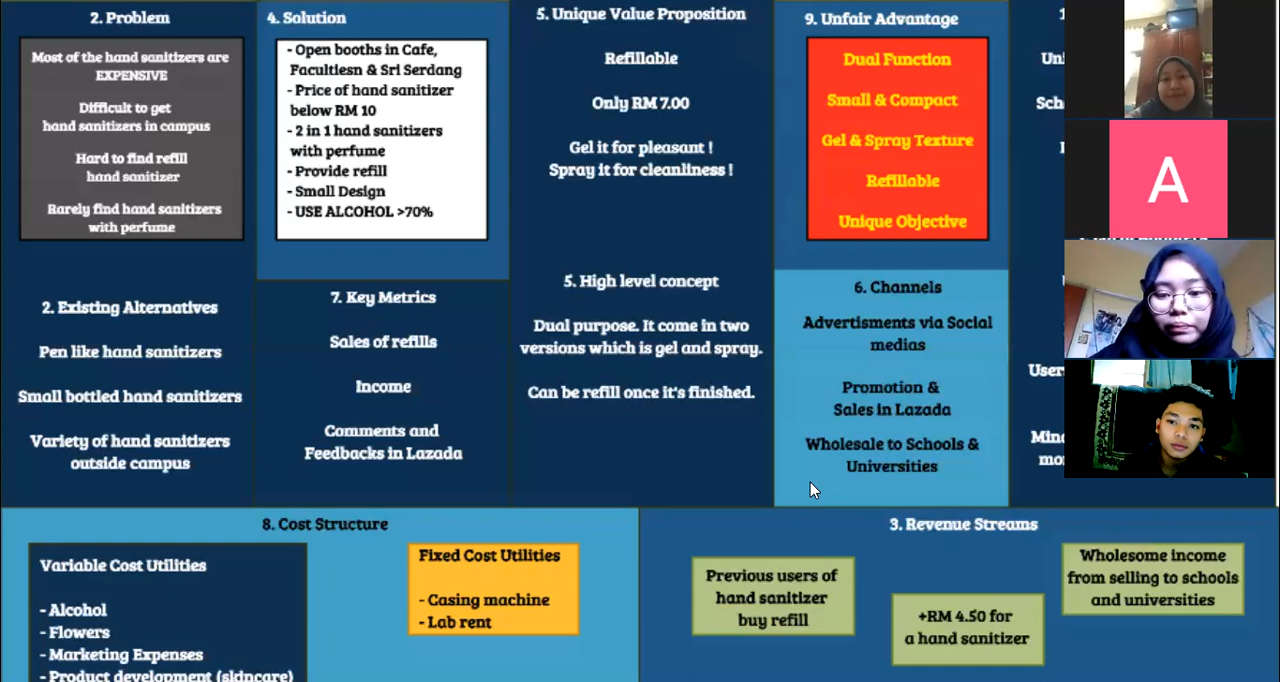 2. Problem
Most of the hand sanitizers are
EXPENSIVE
Difficult to get
hand sanitizers in campus
Hard to find refill
hand sanitizer
Rarely find hand sanitizers
with perfume
2. Existing Alternatives
Pen like hand sanitizers
Small bottled hand sanitizers
Variety of hand sanitizers
outside campus
4. Solution
- Open booths in Cafe,
Facultiesn & Sri Serdang
- Price of hand sanitizer
below RM 10
- 2 in 1 hand sanitizers
with perfume
- Provide refill
- Small Design
- USE ALCOHOL >70%
7. Key Metrics
Sales of refills
Income
Comments and
Feedbacks in Lazada
5. Unique Value Proposition
Refillable
Only RM 7.00
Gel it for pleasant !
Spray it for cleanliness !
5. High level concept
Dual purpose. It come in two
versions which is gel and spray.
Can be refill once it's finished.
9. Unfair Advantage
Dual Function
Small & Compact
Gel & Spray Texture
Refillable
Unique Objective
6. Channels
Advertisments via Social
medias
Promotion &
Sales in Lazada
Wholesale to Schools &
Universities
A
8. Cost Structure
Variable Cost Utilities
- Alcohol
- Flowers
- Marketing Expenses
- Product development (skincare)
Fixed Cost Utilities
- Casing machine
- Lab rent
3. Revenue Streams
Previous users of
hand sanitizer
buy refill
+RM 4.50 for
a hand sanitizer
Wholesome income
from selling to schools
and universities